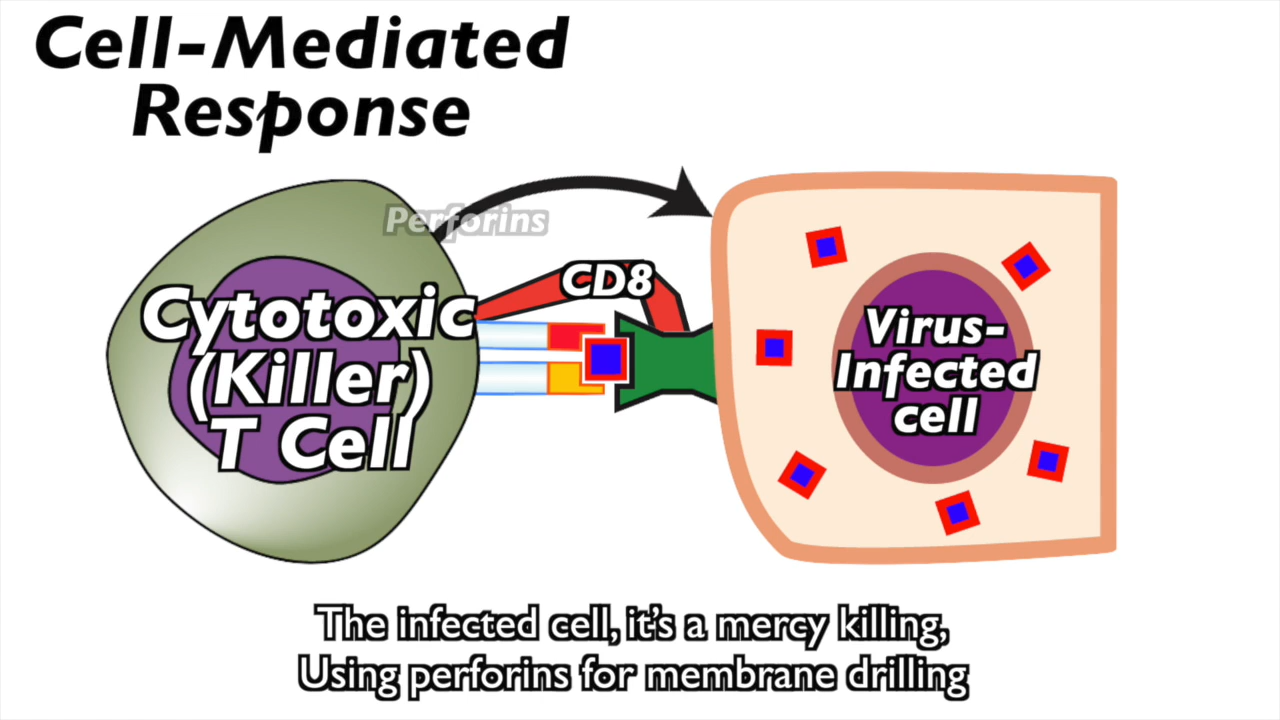 Cell-Mediated
Response
Perforins
CD8
Cytotoxic
(Killer)
T Cell
Virus-
Infected
cell
The infected cell, it's a mercy killing,
Using perforins for membrane drilling